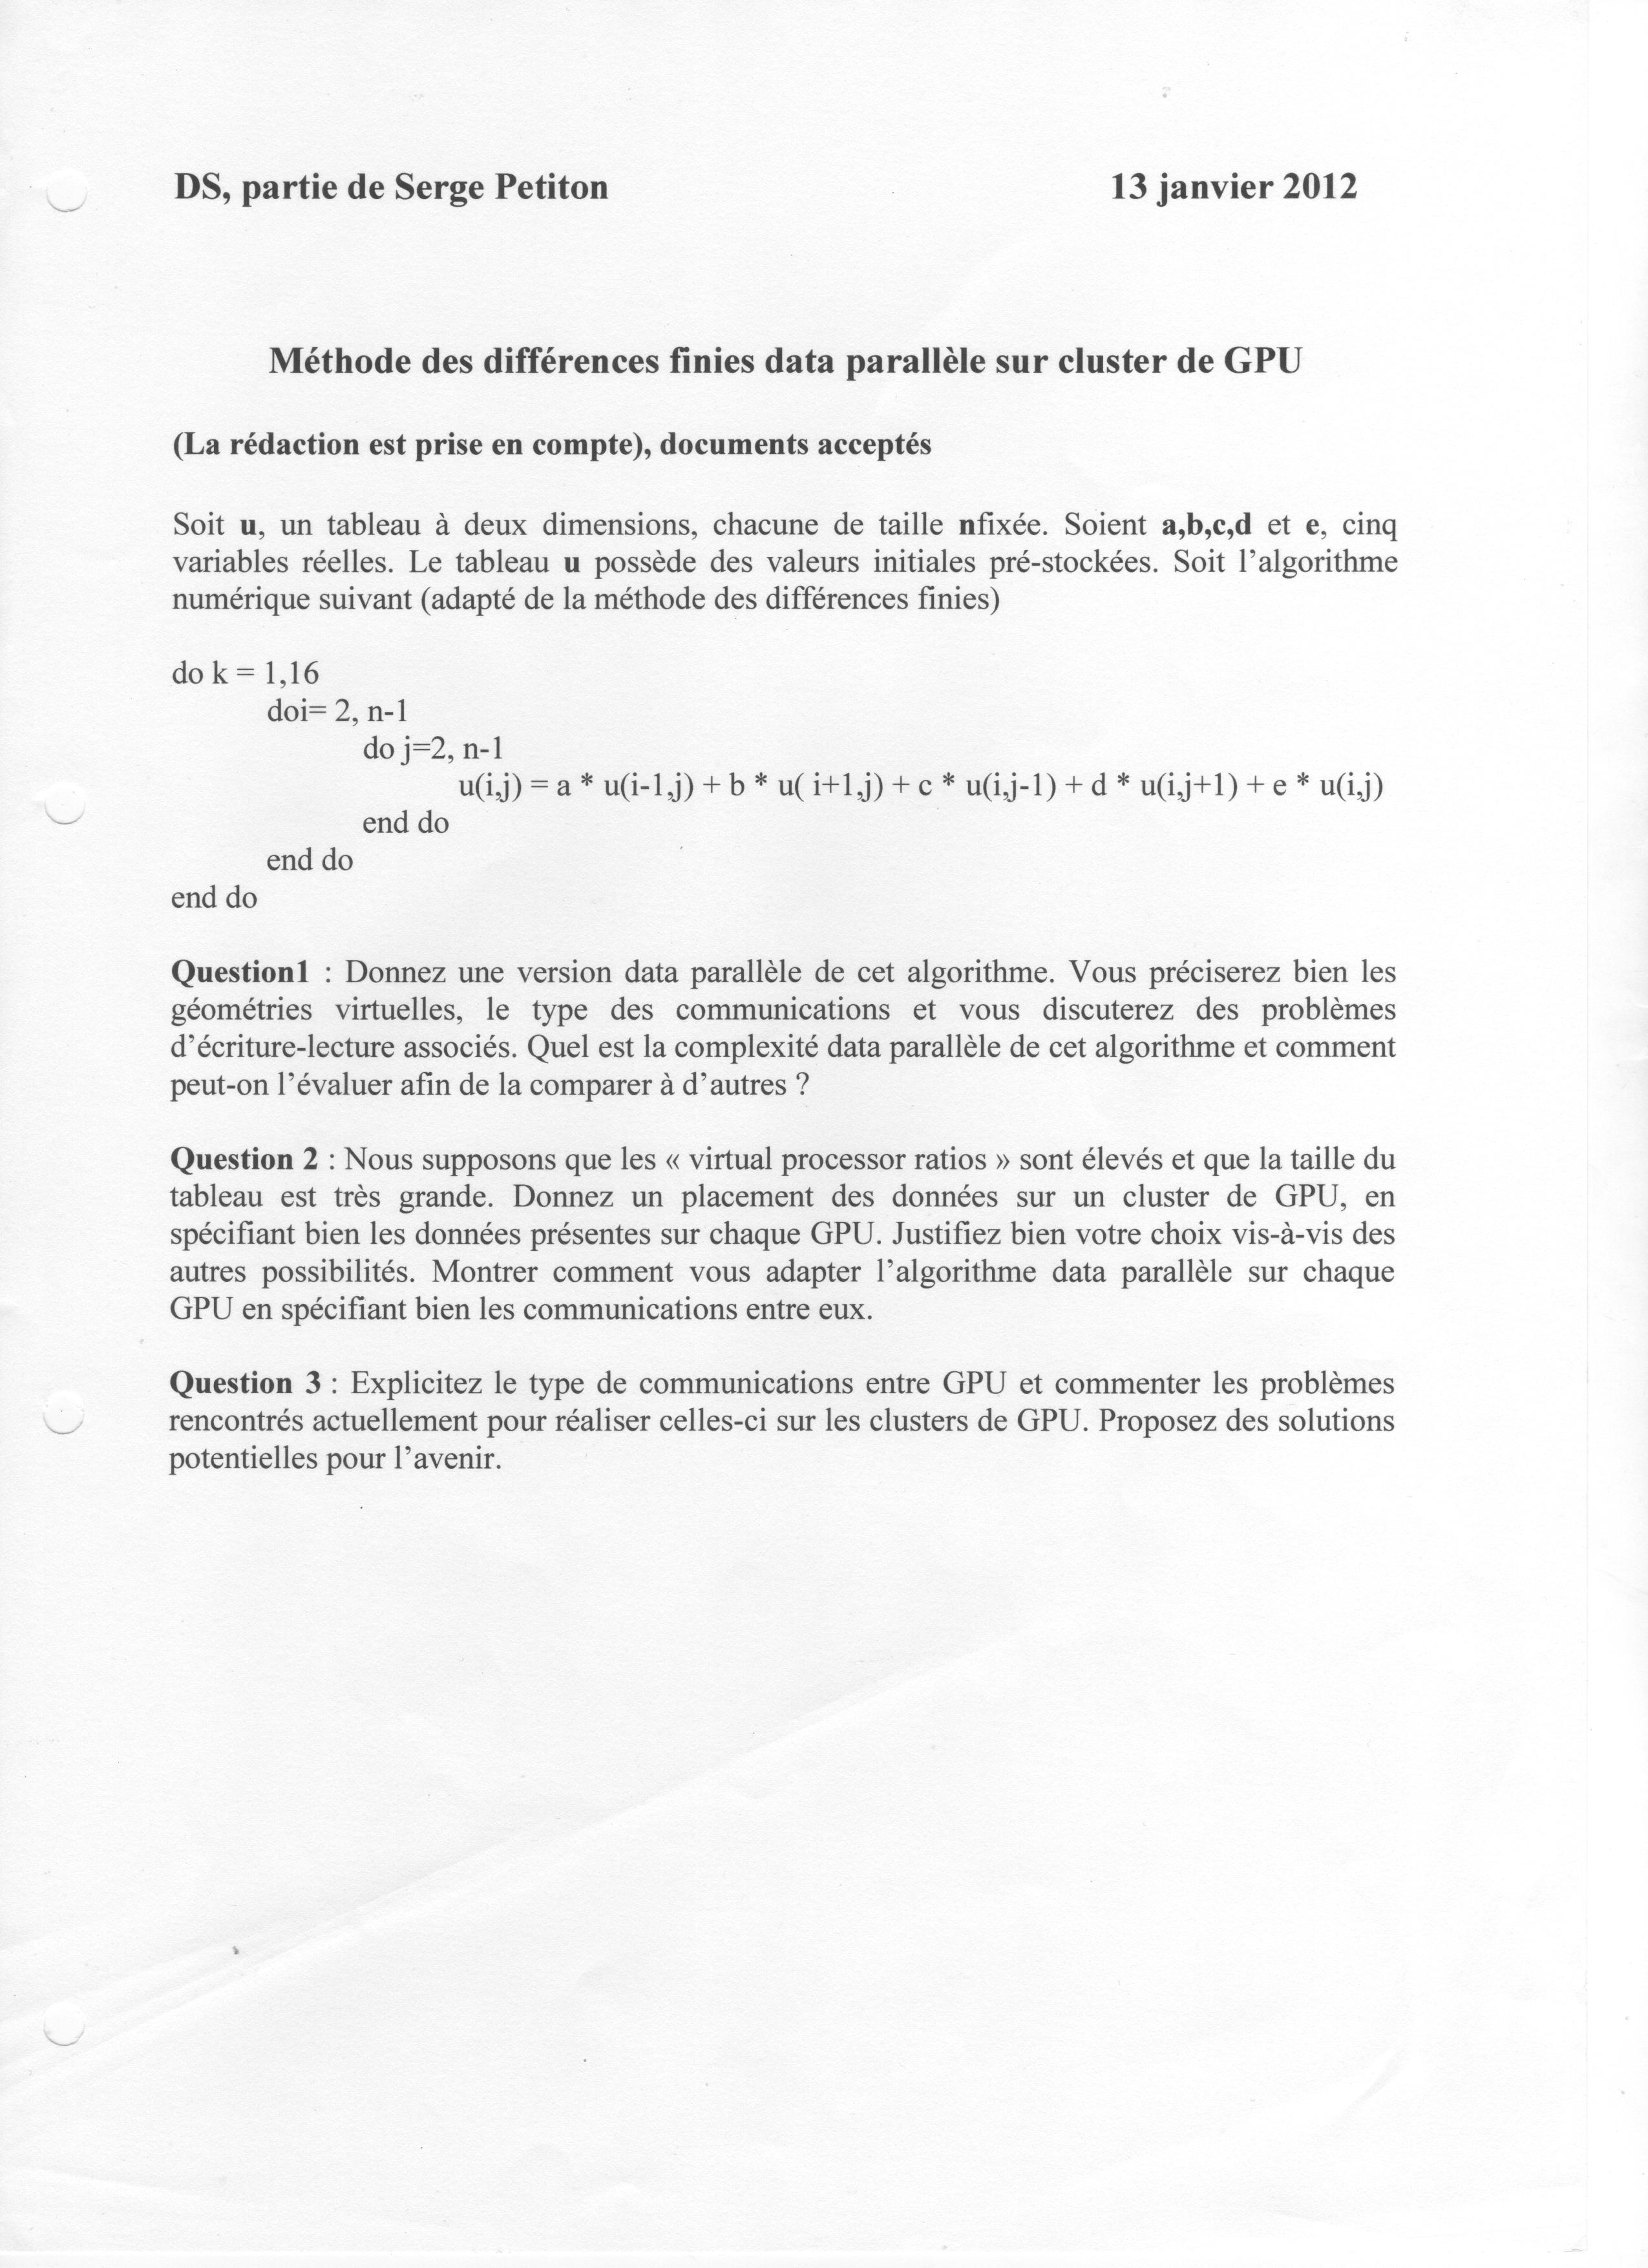 DS, partie de Serge Petiton 13 janvier 2012
Méthode des différences finies data parallèle sur cluster de GPU
(La rédaction est prise en compte), documents acceptés
Soit u, un tableau à deux dimensions, chacune de taille nfixée. Soient a,b,c,d et e, cinq
variables réelles. Le tableau u possède des valeurs initiales pré-stockées. Soit l'algorithme
numérique suivant (adapté de la méthode des différences finies)
do k = 1,16
doi= 2, n-1
do j=2, n-1
u(i,j) = a * u(i-1,j) + b * u( i+1,j) + c * u(i,j-1) + d * u(i,j+1) + e * u(i,j)
end do
end do
end do
Question1 : Donnez une version data parallèle de cet algorithme. Vous préciserez bien les
géométries virtuelles, le type des communications et vous discuterez des problèmes
d'écriture-lecture associés. Quel est la complexité data parallèle de cet algorithme et comment
peut-on l'évaluer afin de la comparer à d'autres ?
Question 2 : Nous supposons que les « virtual processor ratios » sont élevés et que la taille du
tableau est très grande. Donnez un placement des données sur un cluster de GPU, en
spécifiant bien les données présentes sur chaque GPU. Justifiez bien votre choix vis-à-vis des
autres possibilités. Montrer comment vous adapter l'algorithme data parallèle sur chaque
GPU en spécifiant bien les communications entre eux.
Question 3 : Explicitez le type de communications entre GPU et commenter les problèmes
rencontrés actuellement pour réaliser celles-ci sur les clusters de GPU. Proposez des solutions
potentielles pour l'avenir.